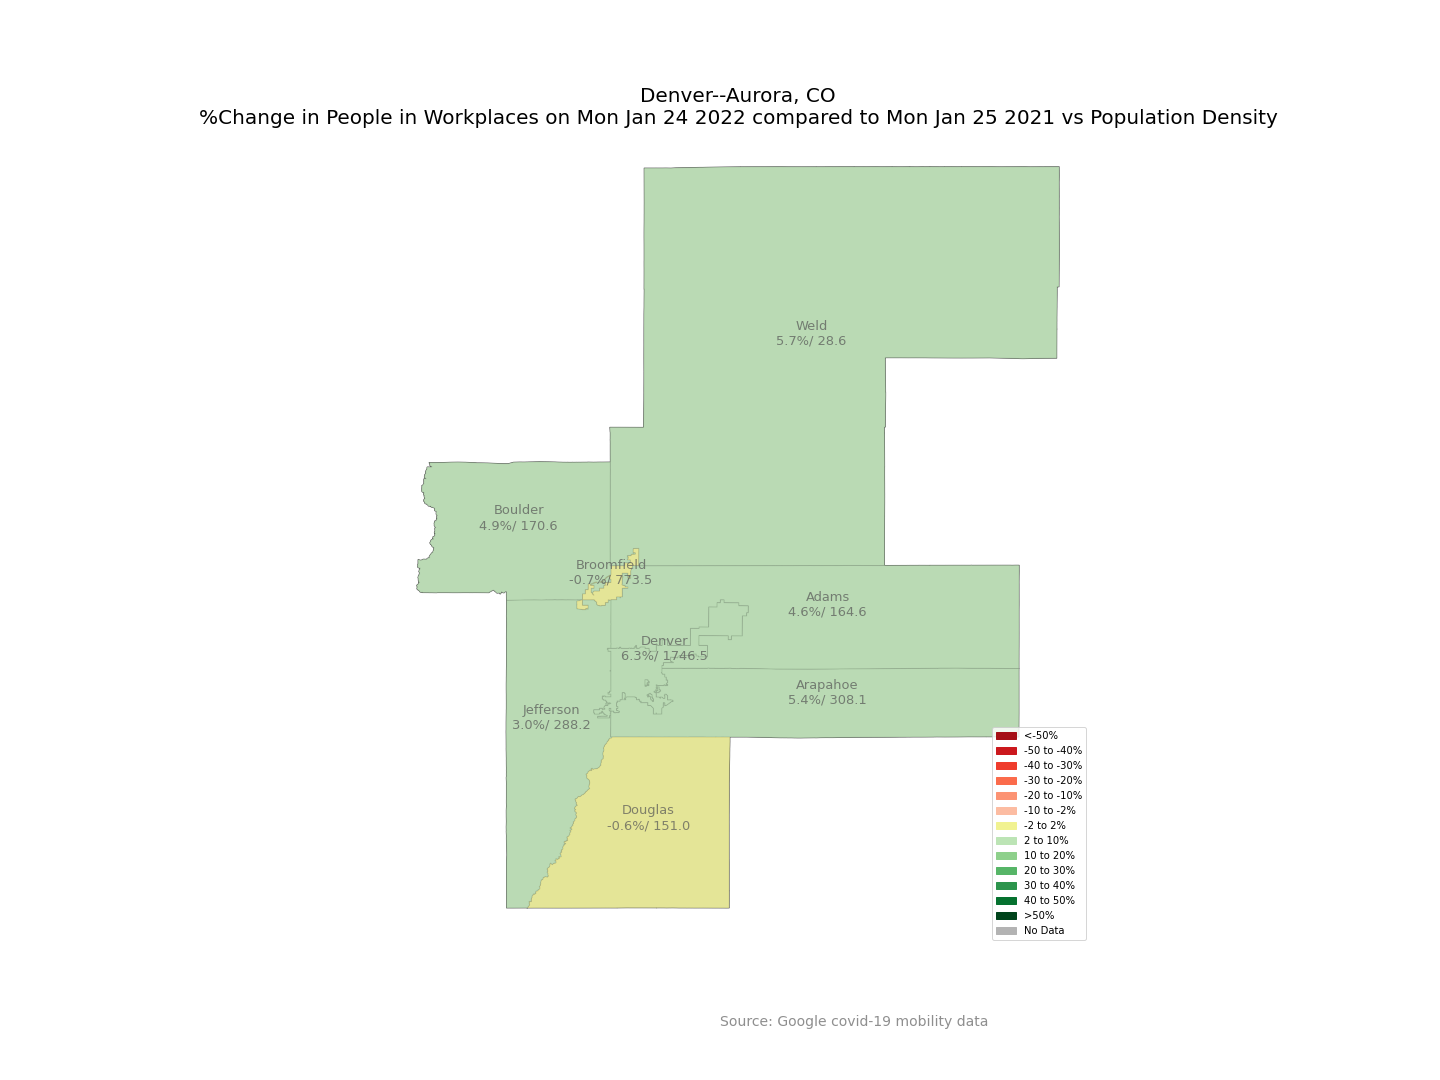 Denver--Aurora, CO
%Change in People in Workplaces on Mon Jan 24 2022 compared to Mon Jan 25 2021 vs Population Density
Weld
5.7%/ 28.6
Boulder
4.9%/ 170.6
Broomfield
-0.7%/ 773.5
Adams
4.6%/ 164.6
Denver
6.3%/ 1746.5
Arapahoe
5.4%/ 308.1
Jefferson
3.0%/ 288.2
Douglas
-0.6%/ 151.0
<-50%
-50 to -40%
-40 to -30%
-30 to -20%
-20 to -10%
-10 to -2%
-2 to 2%
2 to 10%
10 to 20%
20 to 30%
30 to 40%
40 to 50%
>50%
No Data
Source: Google covid-19 mobility data